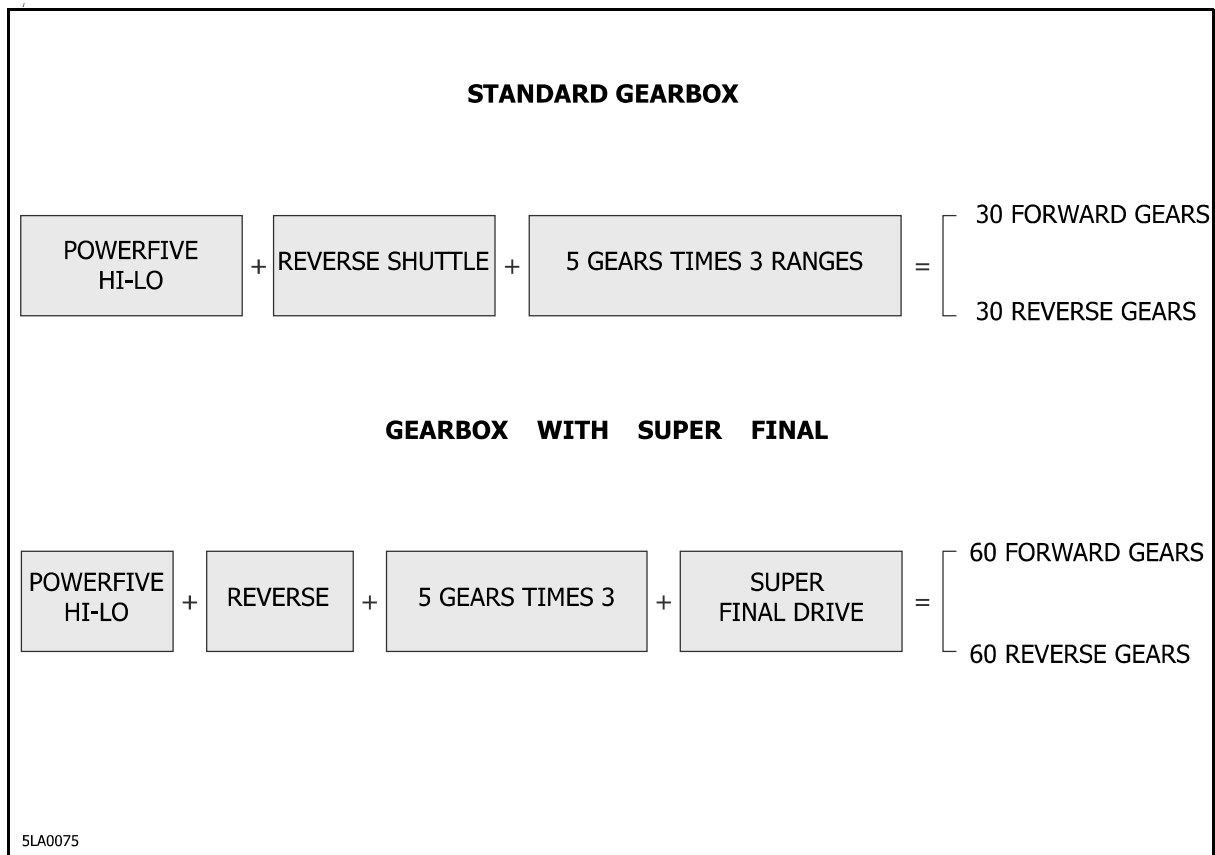 STANDARD GEARBOX
POWERFIVE
HI-LO
+
REVERSE SHUTTLE
+
5 GEARS TIMES 3 RANGES
=
30 FORWARD GEARS
30 REVERSE GEARS
GEARBOX WITH SUPER FINAL
POWERFIVE
HI-LO
+
REVERSE
+
5 GEARS TIMES 3
+
SUPER
FINAL DRIVE
=
60 FORWARD GEARS
60 REVERSE GEARS
5LA0075